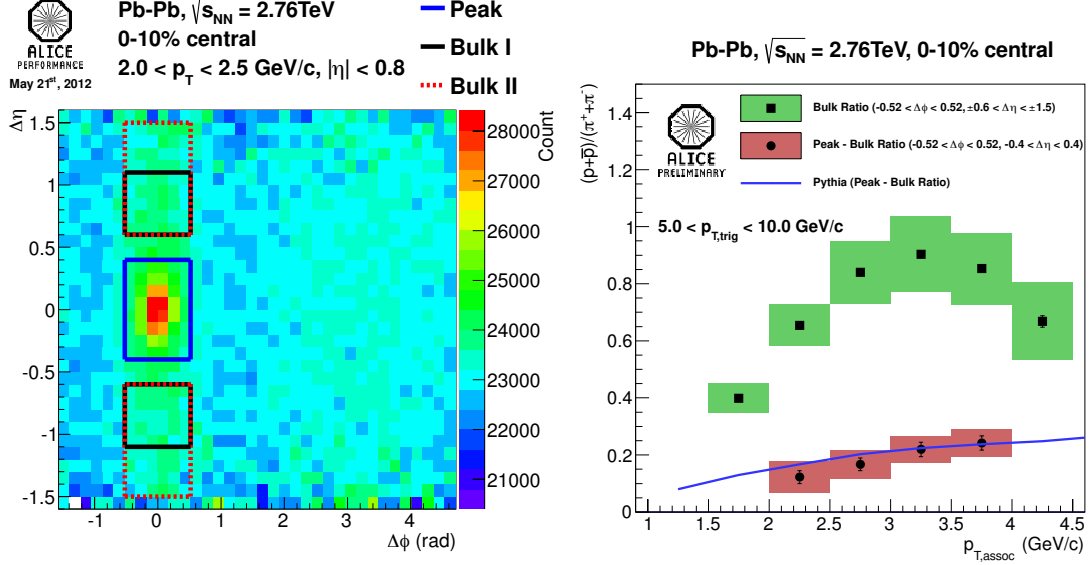 ALICE
PERFORMANCE
May 21st, 2012
Pb-Pb, √sNN = 2.76TeV
0-10% central
2.0 < pT < 2.5 GeV/c, |η| < 0.8
Peak
Bulk I
Bulk II
Δη
1.5
1
0.5
0
-0.5
-1
-1.5
-1 0 1 2 3 4
Δϕ (rad)
Count
28000
27000
26000
25000
24000
23000
22000
21000
Pb-Pb, √sNN = 2.76TeV, 0-10% central
(p+p̅)/(π⁺+π⁻)
1.4
1.2
1
0.8
0.6
0.4
0.2
0
ALICE
PRELIMINARY
Bulk Ratio (-0.52 < Δϕ < 0.52, ±0.6 < Δη < ±1.5)
Peak - Bulk Ratio (-0.52 < Δϕ < 0.52, -0.4 < Δη < 0.4)
Pythia (Peak - Bulk Ratio)
5.0 < pT,trig < 10.0 GeV/c
1 1.5 2 2.5 3 3.5 4 4.5
pT,assoc (GeV/c)